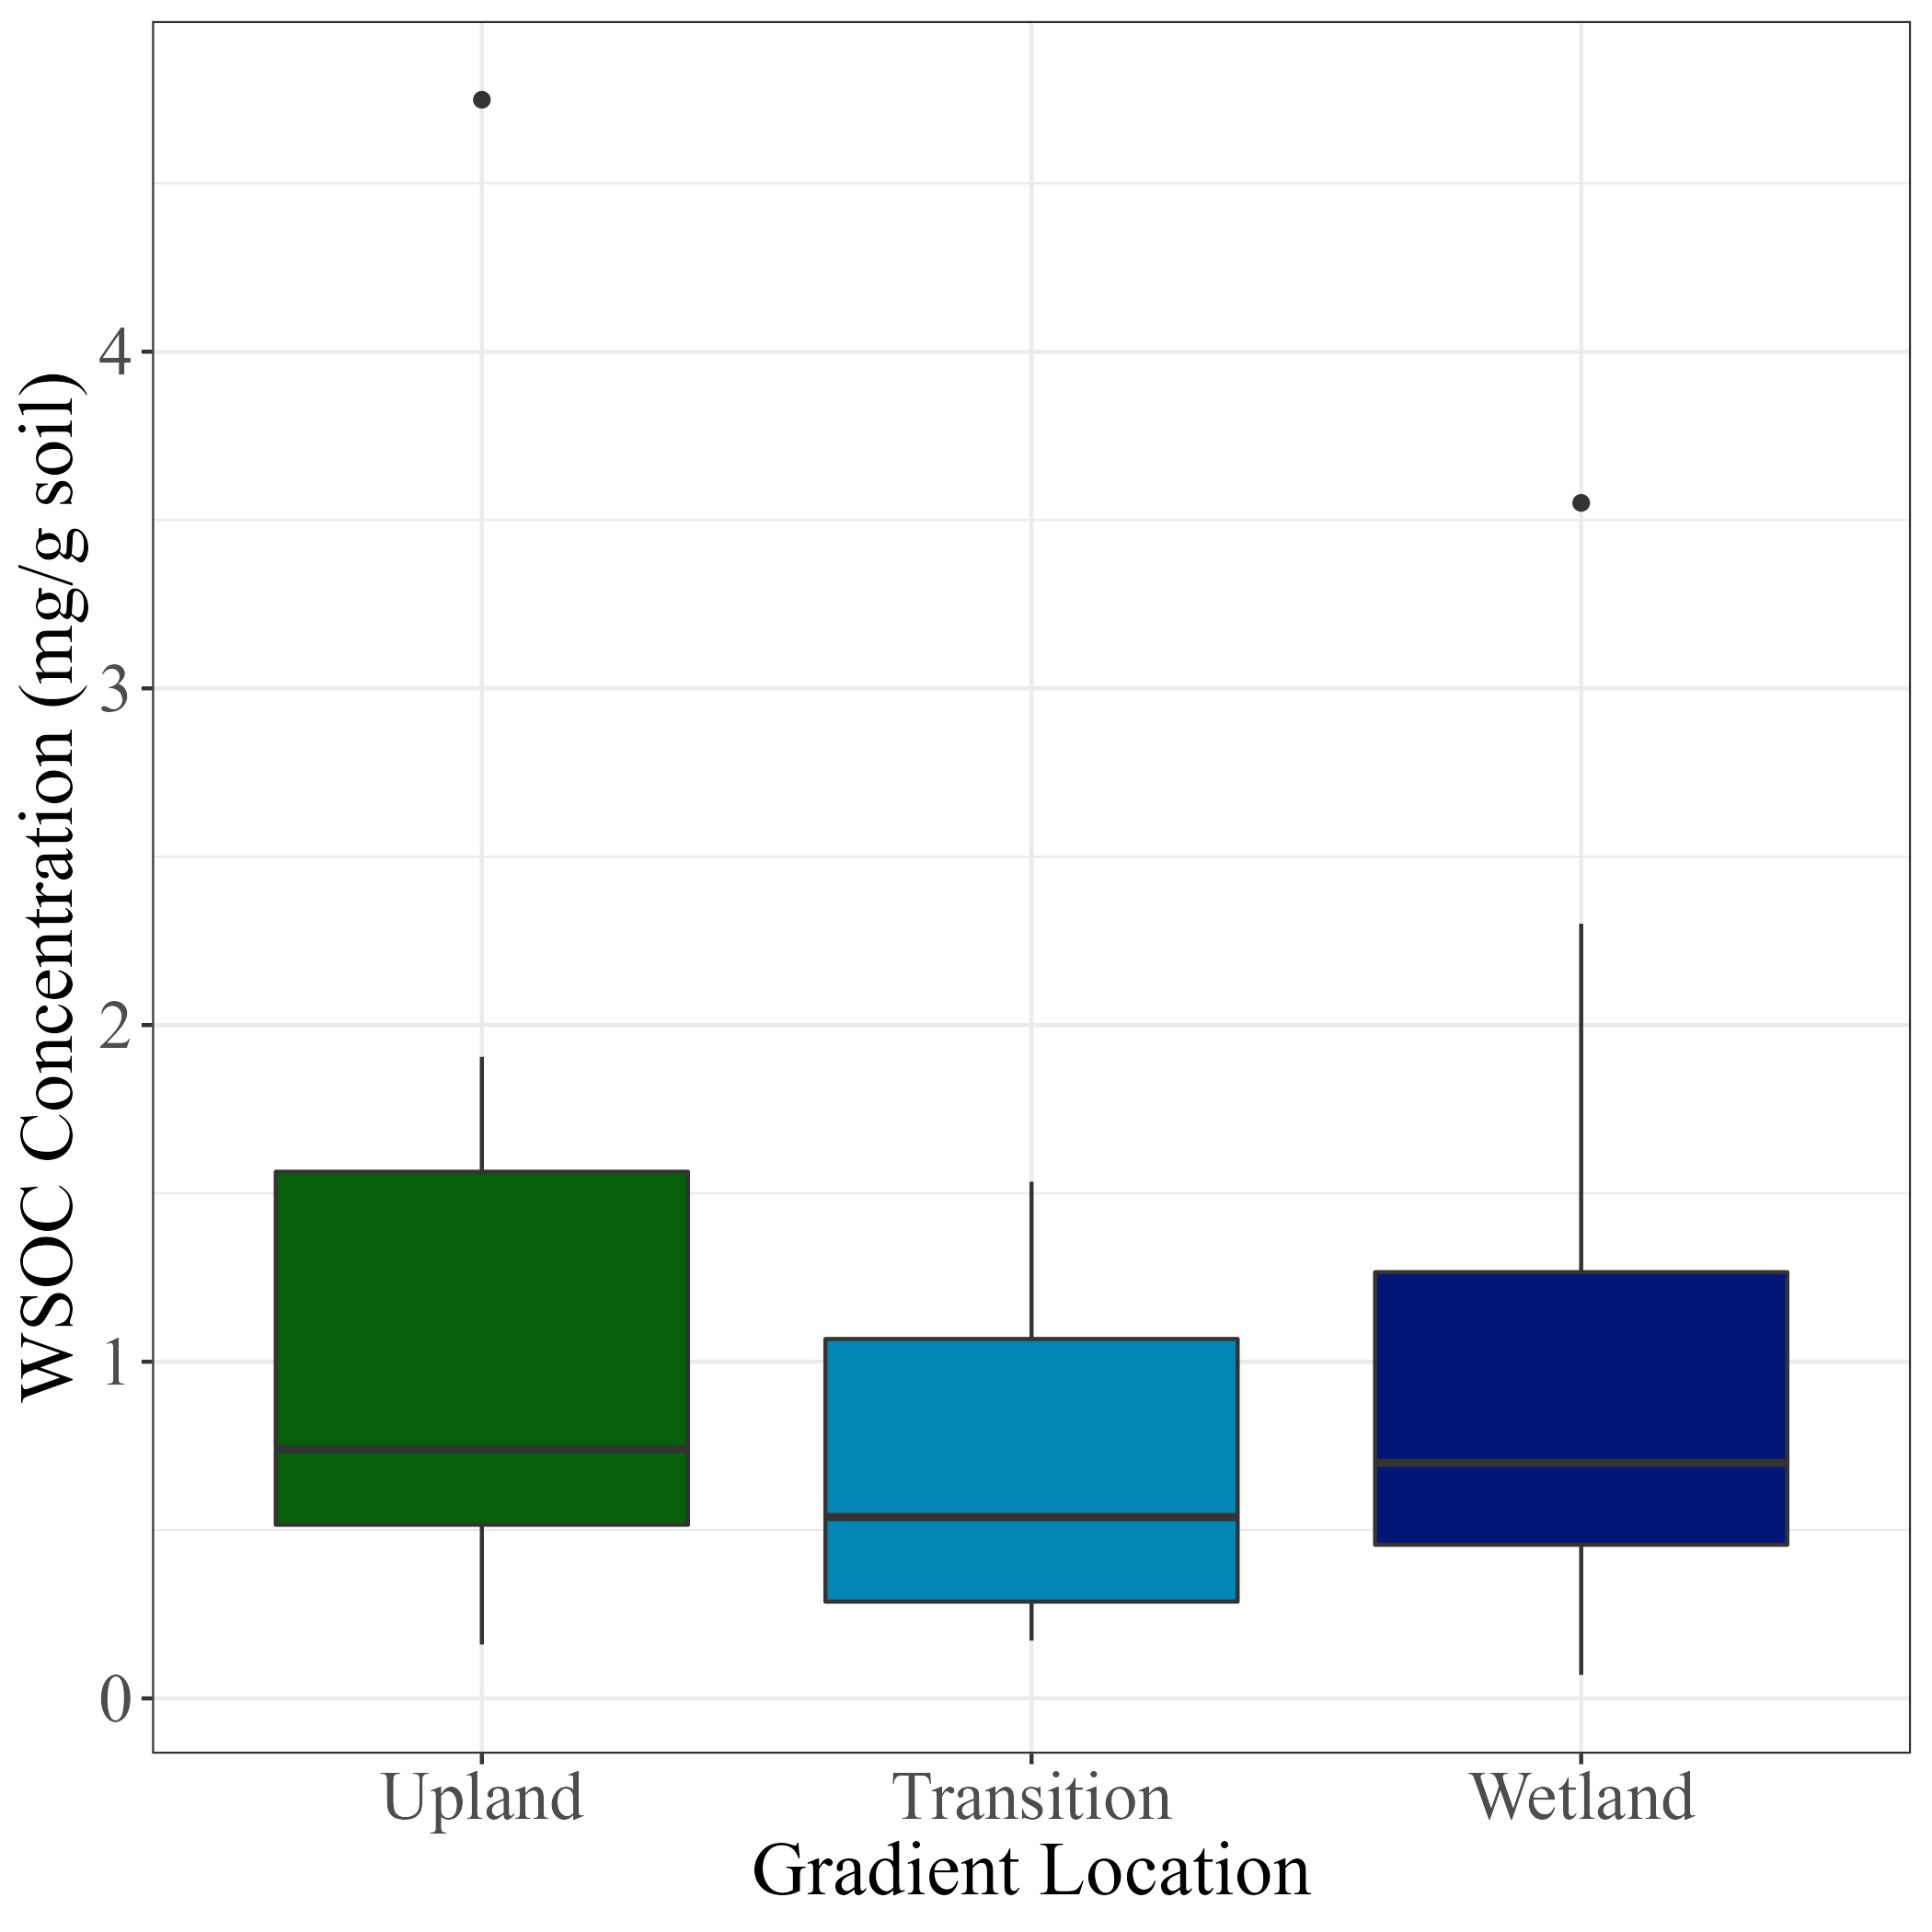 WSOC Concentration (mg/g soil)
4
3
2
1
0
Upland Transition Wetland
Gradient Location